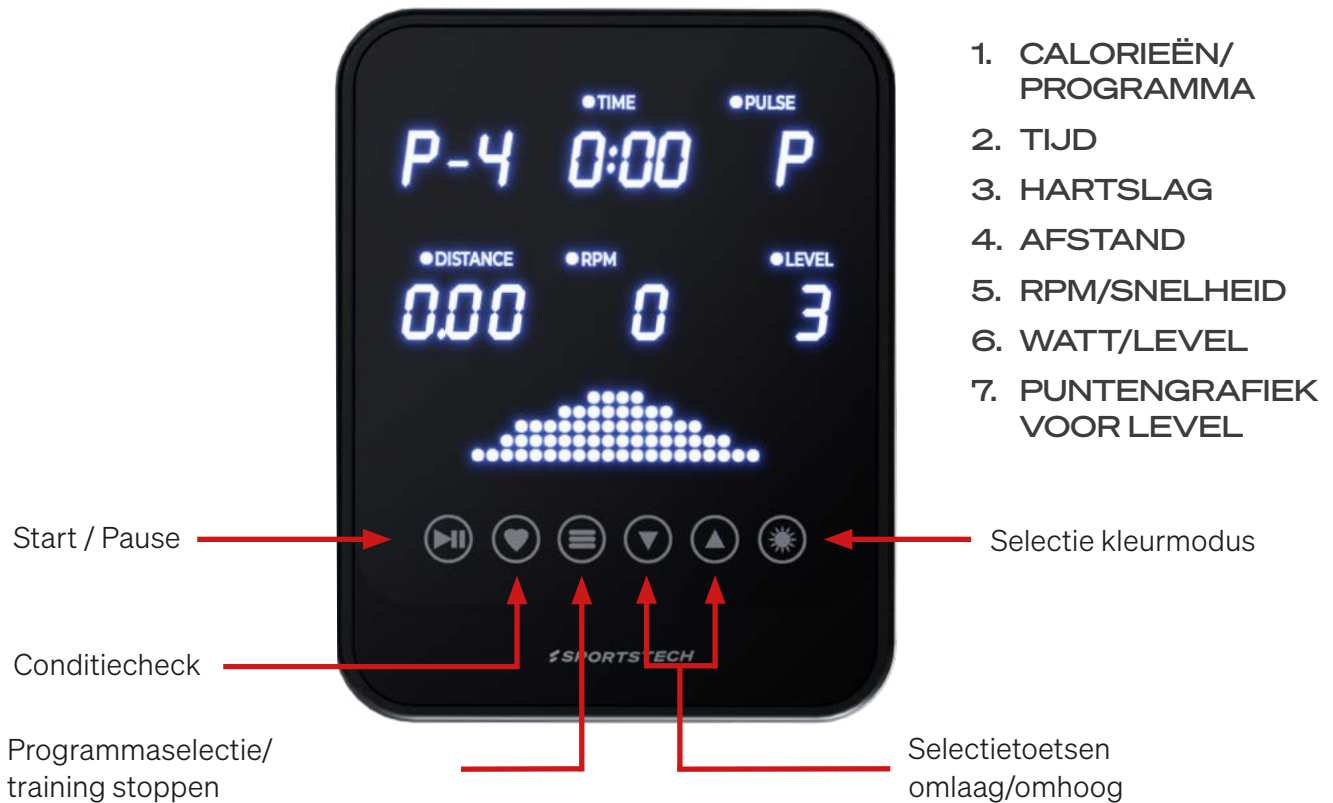 TIME PULSE
P-4 0:00 P
DISTANCE RPM LEVEL
0.00 0 3
SPORTSTECH
1. CALORIEËN/
PROGRAMMA
2. TIJD
3. HARTSLAG
4. AFSTAND
5. RPM/SNELHEID
6. WATT/LEVEL
7. PUNTENGRAFIEK
VOOR LEVEL
Start / Pause
Selectie kleurmodus
Conditiecheck
Programmaselectie/
training stoppen
Selectietoetsen
omlaag/omhoog